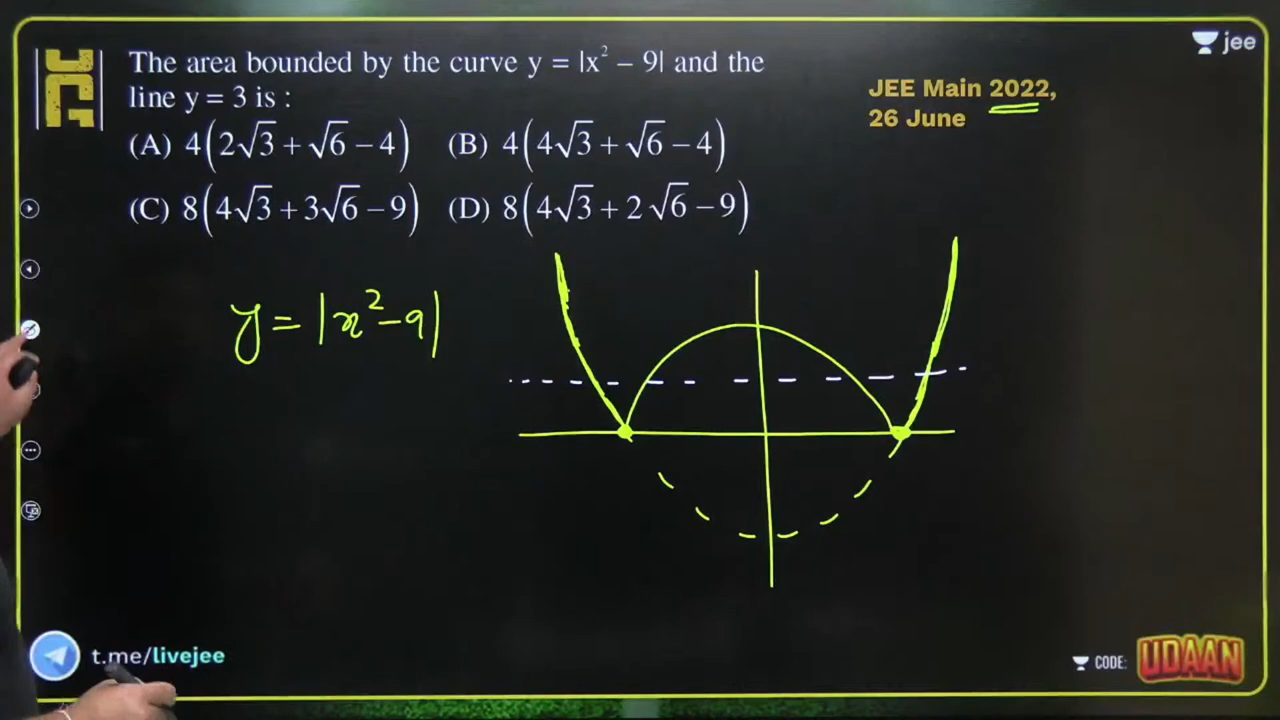 The area bounded by the curve y = |x² – 9| and the
line y = 3 is :
(A) 4(2√3 + √6 – 4) (B) 4(4√3 + √6 – 4)
(C) 8(4√3 + 3√6 – 9) (D) 8(4√3 + 2√6 – 9)
JEE Main 2022,
26 June
jee
y = |x² – 9|
t.me/livejee
CODE: UDAAN